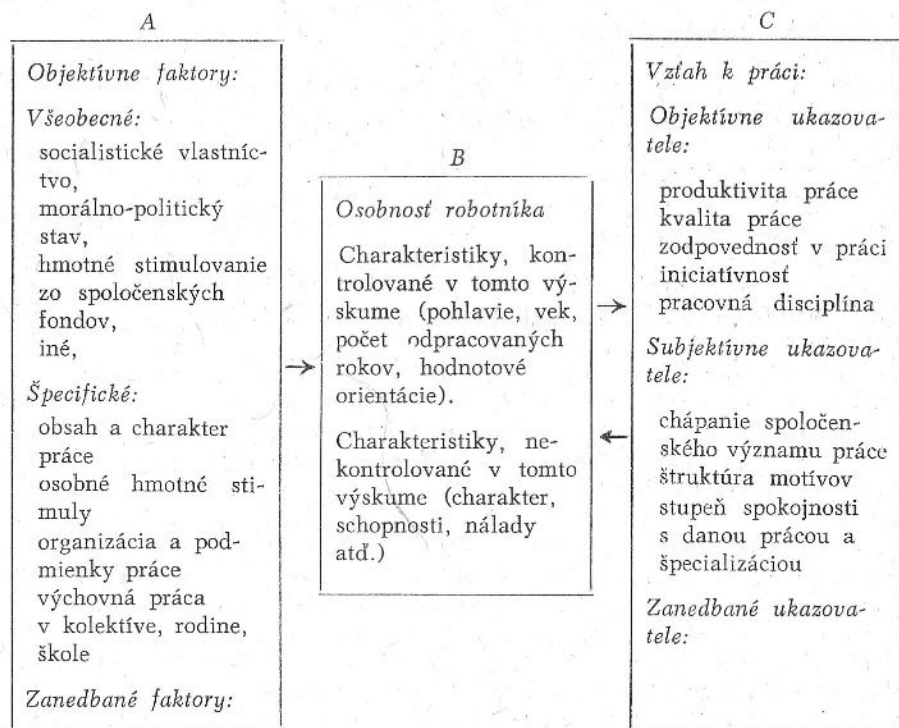 A
Objektívne faktory:
Všeobecné:
socialistické vlastníc-
tvo,
morálno-politický
stav,
hmotné stimulovanie
zo spoločenských
fondov,
iné,
Špecifické:
obsah a charakter
práce
osobné hmotné sti-
muly
organizácia a pod-
mienky práce
výchovná práca
v kolektíve, rodine,
škole
Zanedbané faktory:
B
Osobnosť robotníka
Charakteristiky, kon-
trolované v tomto vý-
skume (pohlavie, vek,
počet odpracovaných
rokov, hodnotové
orientácie).
Charakteristiky, ne-
kontrolované v tomto
výskume (charakter,
schopnosti, nálady
atď.)
C
Vzťah k práci:
Objektívne ukazova-
tele:
produktivita práce
kvalita práce
zodpovednosť v práci
iniciatívnosť
pracovná disciplína
Subjektívne ukazova-
tele:
chápanie spoločen-
ského významu práce
štruktúra motívov
stupeň spokojnosti
s danou prácou a
špecializáciou
Zanedbané ukazova-
tele: